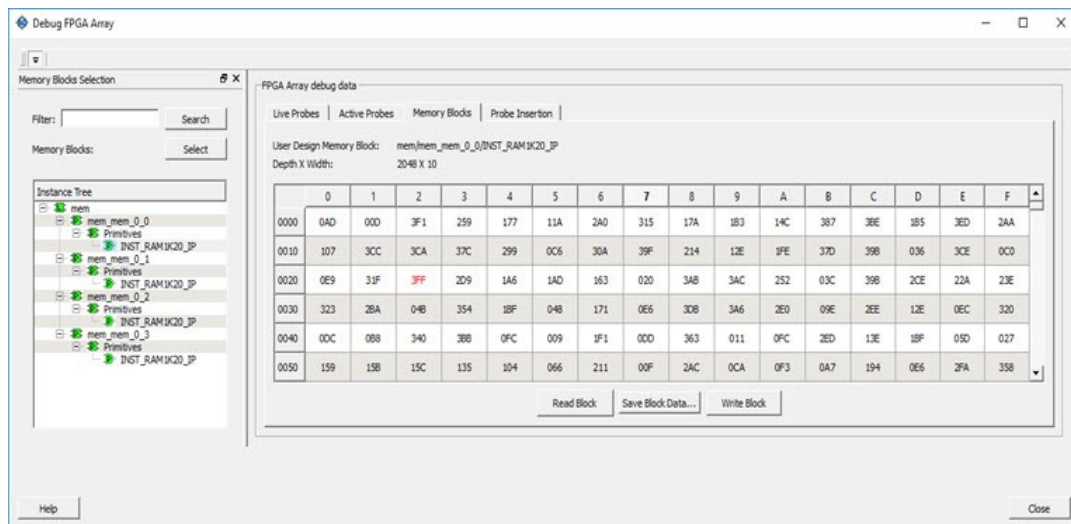 Debug FPGA Array
Memory Blocks Selection
Filter:
Search
Memory Blocks:
Select
Instance Tree
mem
mem_mem_0_0
Primitives
INST_RAM1K20_IP
mem_mem_0_1
Primitives
INST_RAM1K20_IP
mem_mem_0_2
Primitives
INST_RAM1K20_IP
mem_mem_0_3
Primitives
INST_RAM1K20_IP
FPGA Array debug data
Live Probes Active Probes Memory Blocks Probe Insertion
User Design Memory Block: mem/mem_mem_0_0/INST_RAM1K20_IP
Depth X Width: 2048 X 10
0 1 2 3 4 5 6 7 8 9 A B C D E F
0000 0AD 00D 3F1 259 177 11A 2A0 315 17A 1B3 14C 387 3BE 1B5 3ED 2AA
0010 107 3CC 3CA 37C 299 0C6 30A 39F 214 12E 1FE 37D 39B 036 3CE 0C0
0020 0E9 31F 3FF 2D9 1A6 1AD 163 020 3AB 3AC 252 03C 39B 2CE 22A 23E
0030 323 2BA 04B 354 1BF 048 171 0E6 3DB 3A6 2E0 09E 2EE 12E 0EC 320
0040 0DC 0B8 340 3BB 0FC 009 1F1 0DD 363 011 0FC 2ED 13E 1BF 05D 027
0050 159 15B 15C 135 104 066 211 00F 2AC 0CA 0F3 0A7 194 0E6 2FA 358
Read Block Save Block Data... Write Block
Help Close